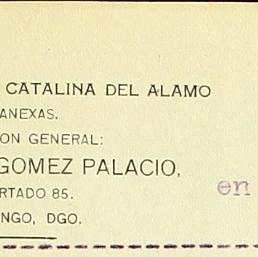 CATALINA DEL ALAMO
ANEXAS.
ON GENERAL:
GOMEZ PALACIO,
RTADO 85.
NGO, DGO.
en